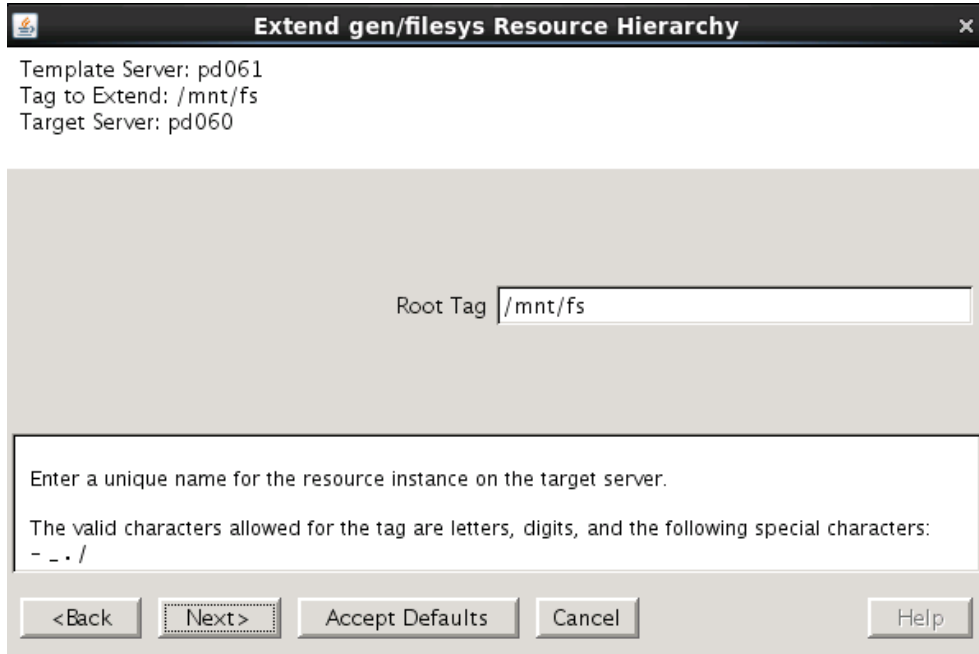 Extend gen/filesys Resource Hierarchy
Template Server: pd061
Tag to Extend: /mnt/fs
Target Server: pd060
Root Tag /mnt/fs
Enter a unique name for the resource instance on the target server.
The valid characters allowed for the tag are letters, digits, and the following special characters:
- _ . /
<Back Next> Accept Defaults Cancel Help